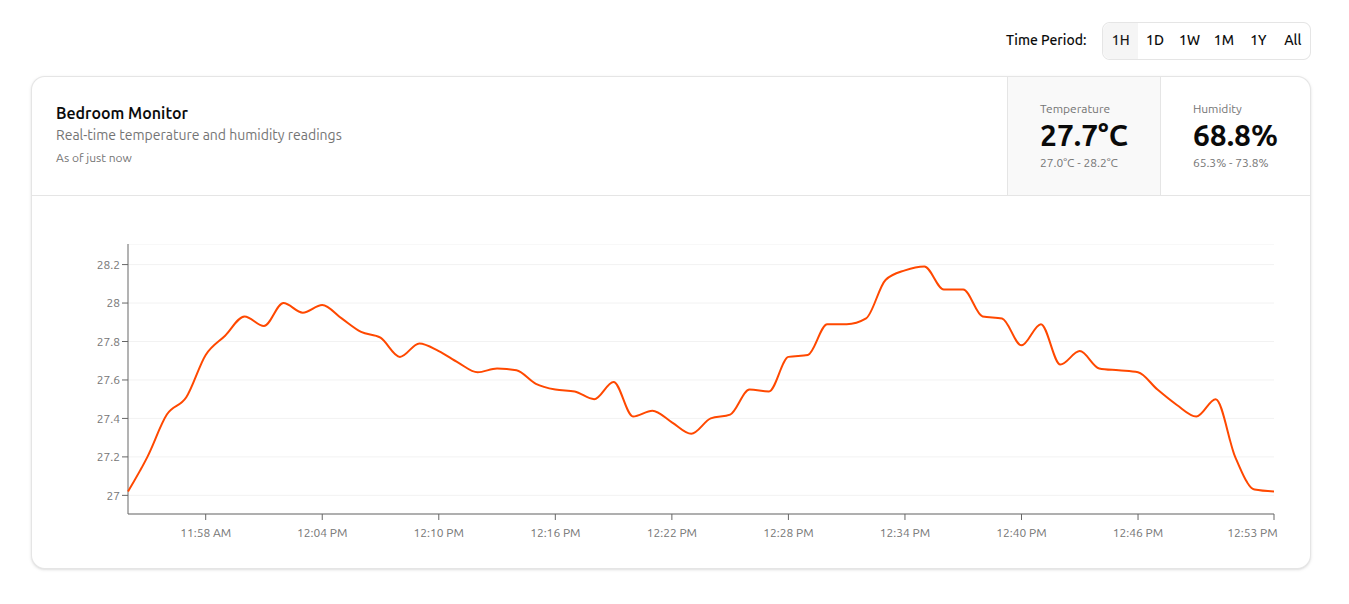 Time Period: 1H 1D 1W 1M 1Y All
Bedroom Monitor
Real-time temperature and humidity readings
As of just now
Temperature
27.7°C
27.0°C - 28.2°C
Humidity
68.8%
65.3% - 73.8%
28.2
28
27.8
27.6
27.4
27.2
27
11:58 AM 12:04 PM 12:10 PM 12:16 PM 12:22 PM 12:28 PM 12:34 PM 12:40 PM 12:46 PM 12:53 PM